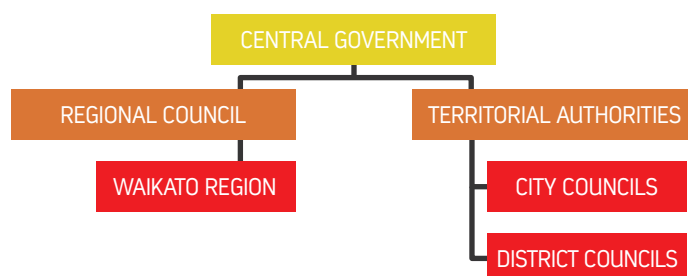 CENTRAL GOVERNMENT
REGIONAL COUNCIL
TERRITORIAL AUTHORITIES
WAIKATO REGION
CITY COUNCILS
DISTRICT COUNCILS